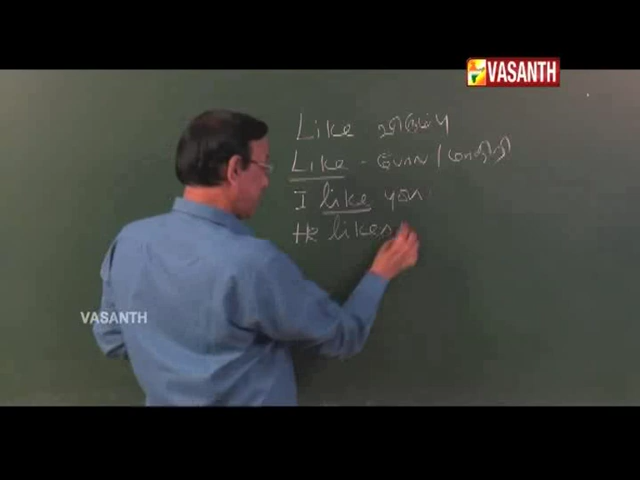 VASANTH
Like விரும்பு
Like - போல / மாதிரி
I like you
He likes
VASANTH